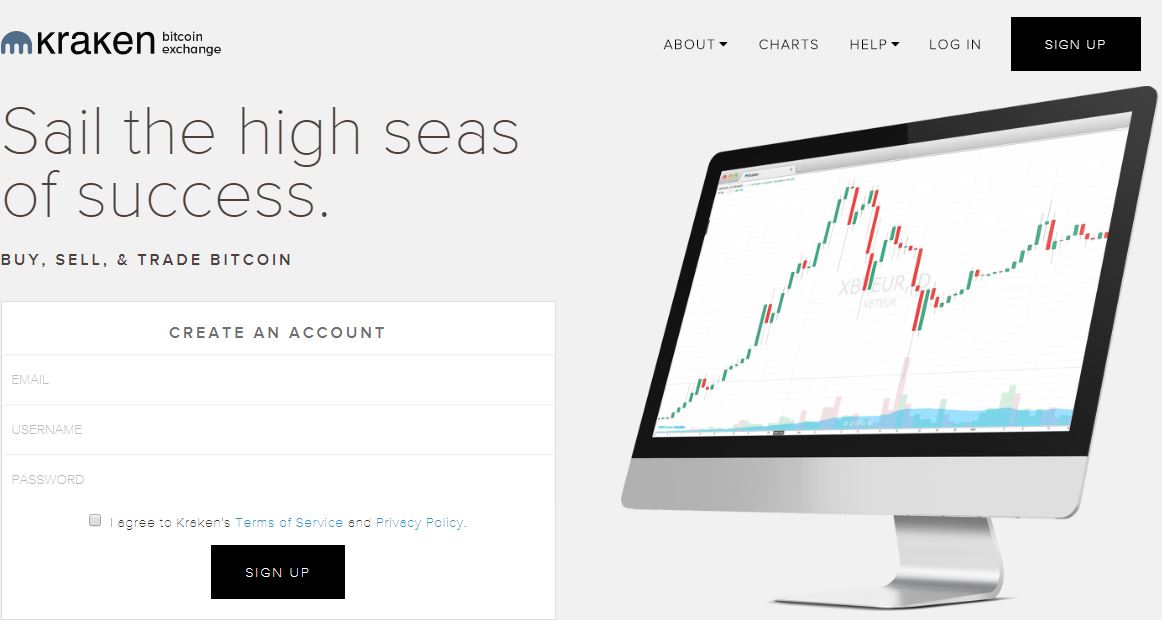 kraken bitcoin
exchange
ABOUT CHARTS HELP LOG IN SIGN UP
Sail the high seas
of success.
BUY, SELL, & TRADE BITCOIN
CREATE AN ACCOUNT
EMAIL
USERNAME
PASSWORD
I agree to Kraken's Terms of Service and Privacy Policy.
SIGN UP
XBTEUR, D
XBTEUR